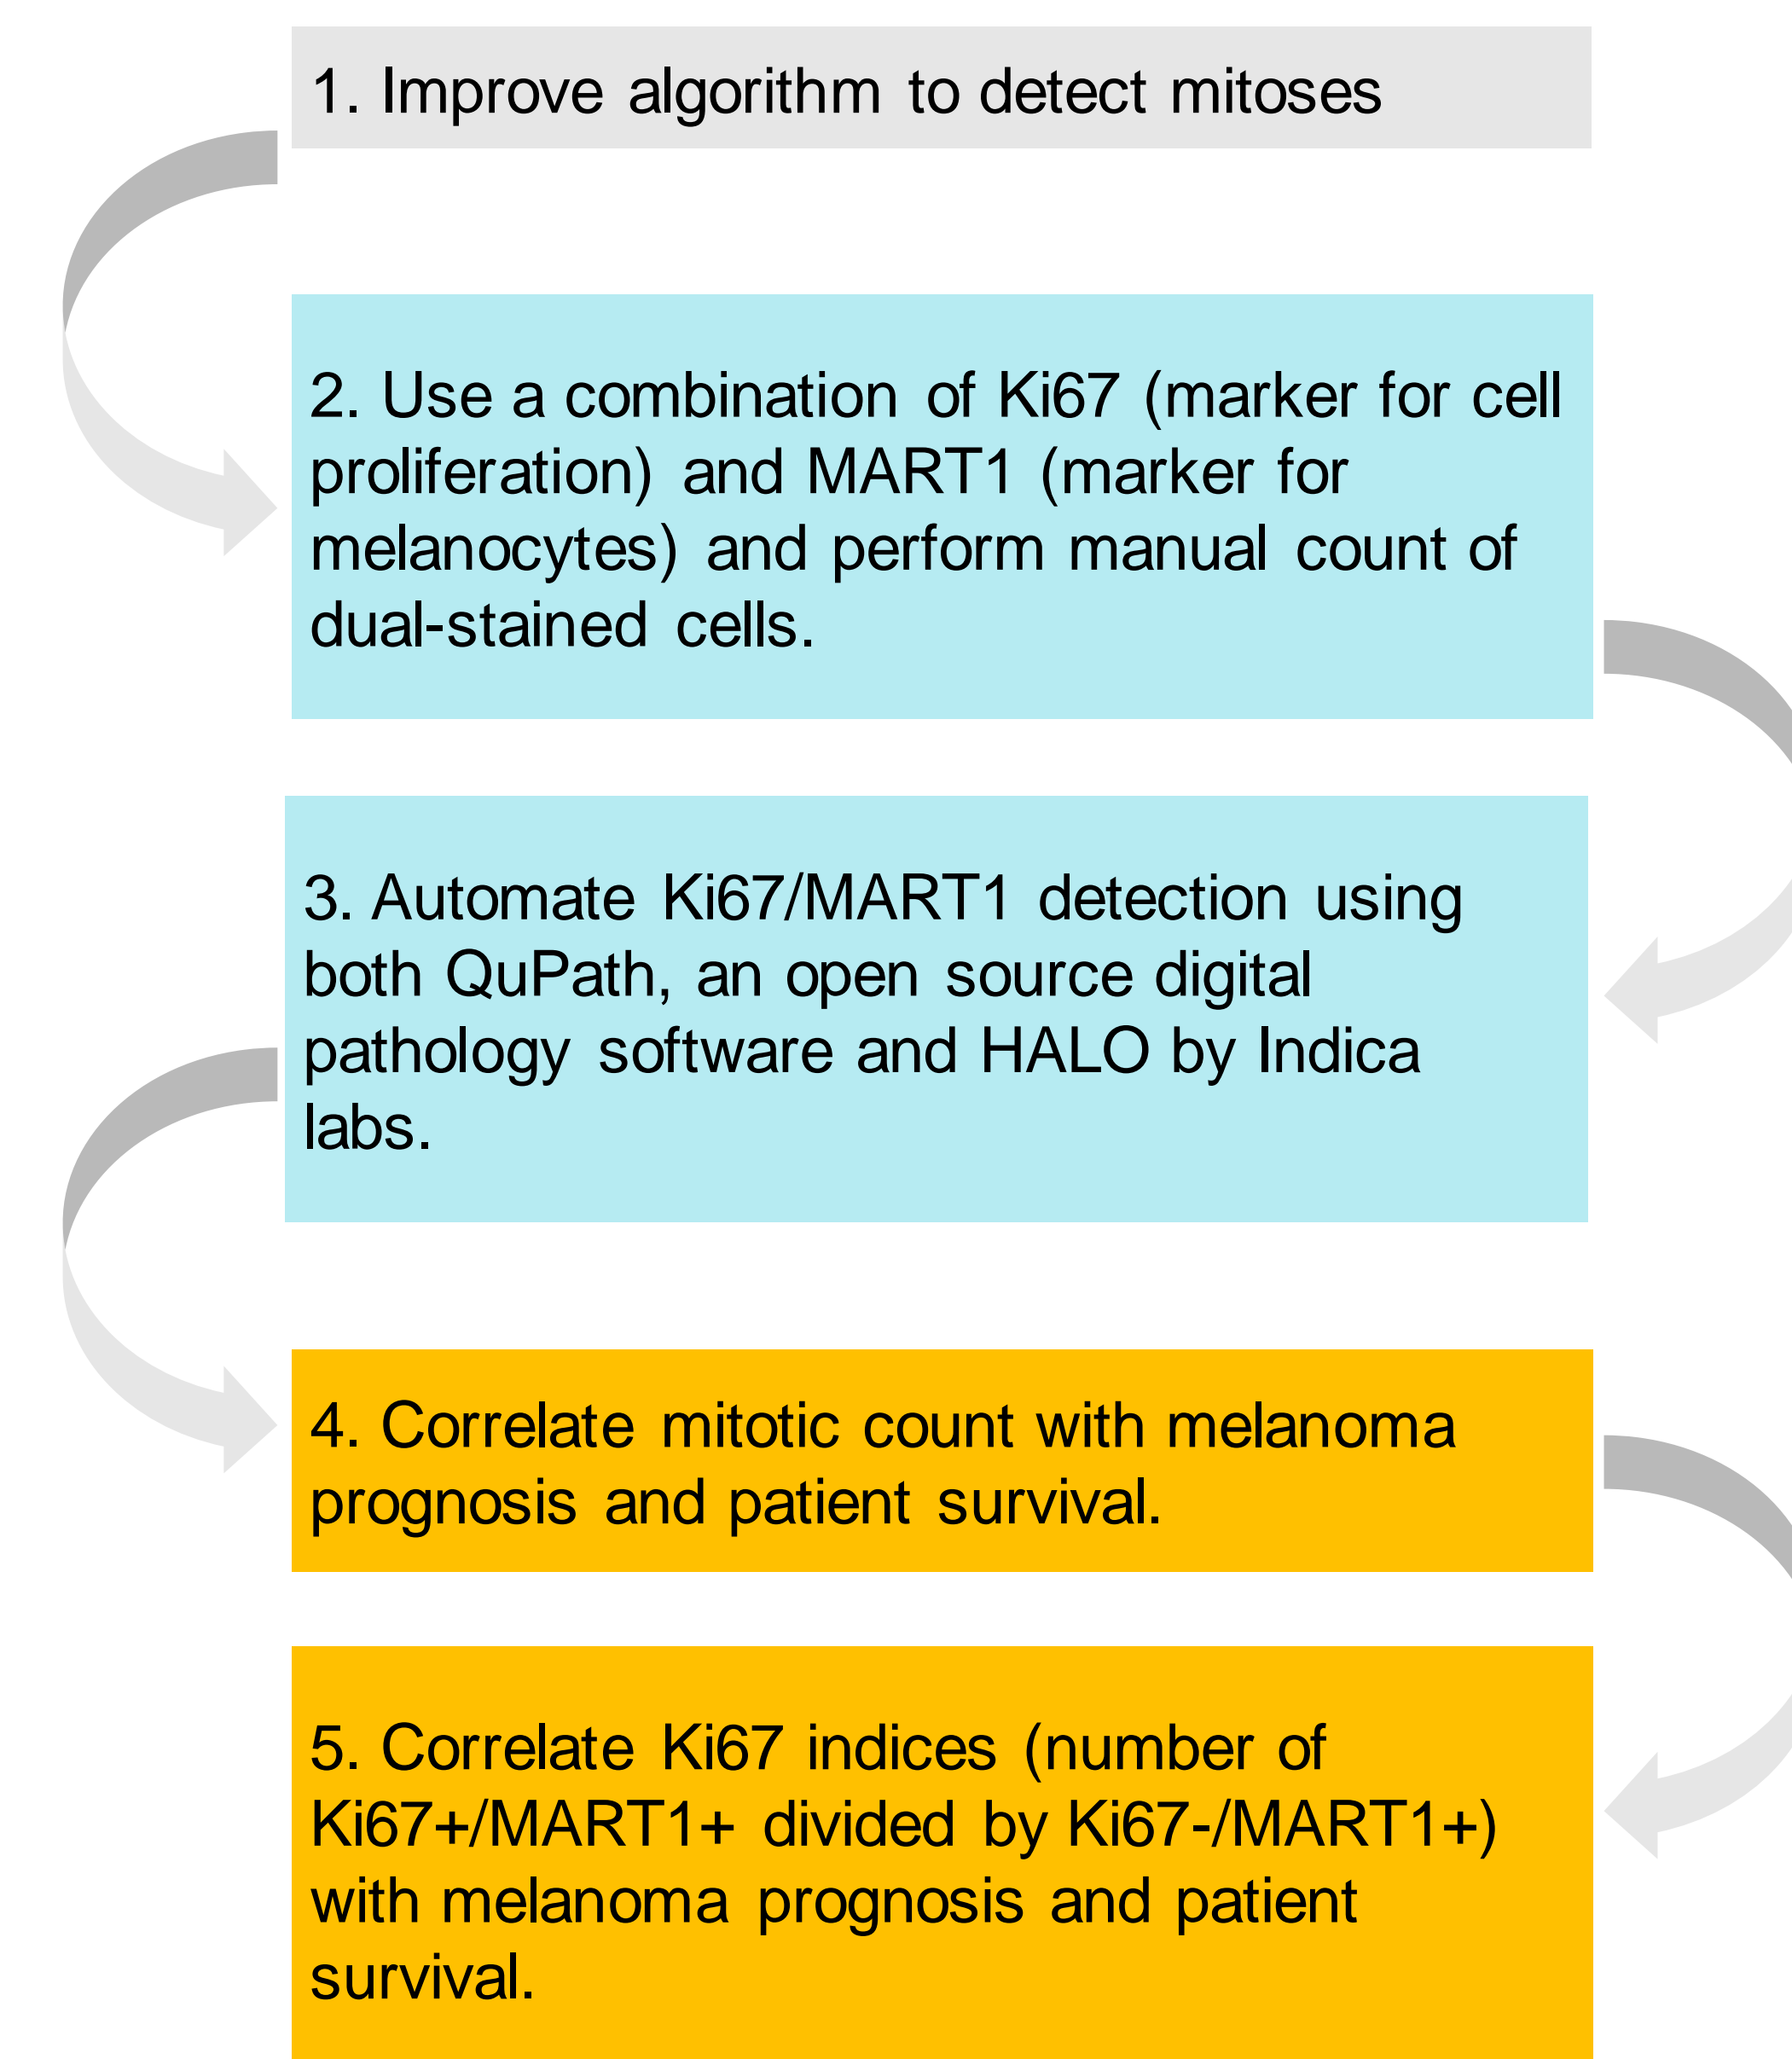 1. Improve algorithm to detect mitoses
2. Use a combination of Ki67 (marker for cell
proliferation) and MART1 (marker for
melanocytes) and perform manual count of
dual-stained cells.
3. Automate Ki67/MART1 detection using
both QuPath, an open source digital
pathology software and HALO by Indica
labs.
4. Correlate mitotic count with melanoma
prognosis and patient survival.
5. Correlate Ki67 indices (number of
Ki67+/MART1+ divided by Ki67-/MART1+)
with melanoma prognosis and patient
survival.